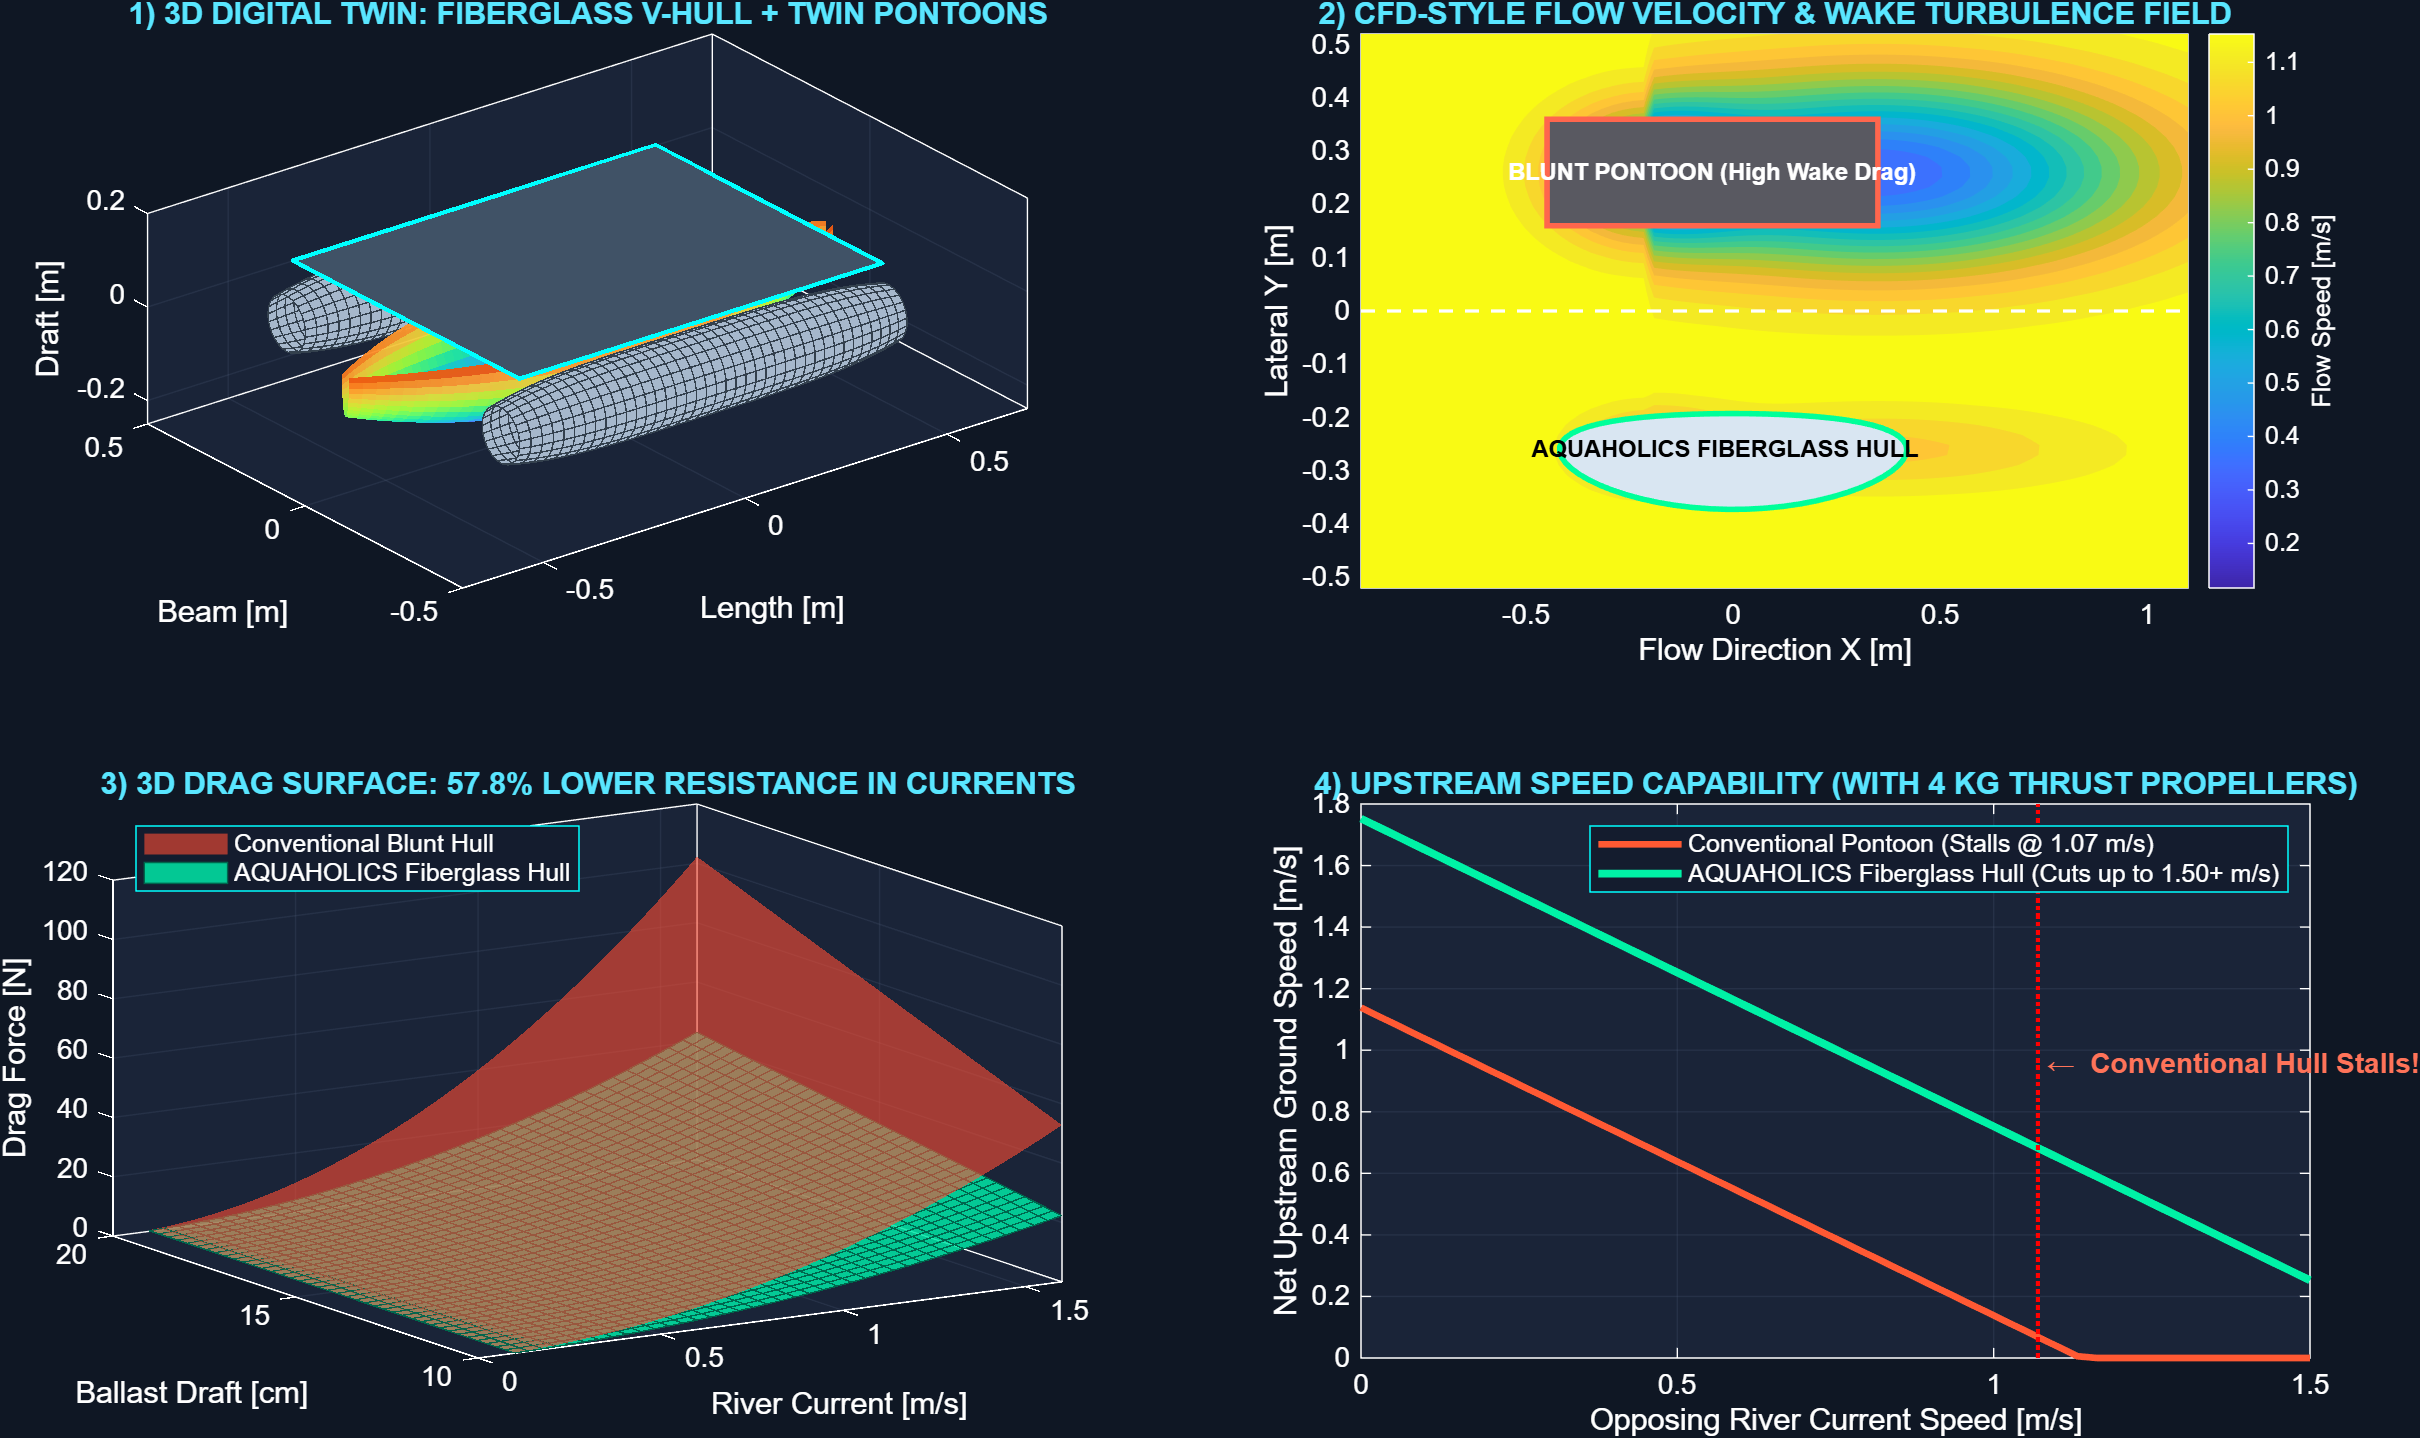 1) 3D DIGITAL TWIN: FIBERGLASS V-HULL + TWIN PONTOONS
0.2
0
-0.2
Draft [m]
0.5
0
-0.5
Beam [m]
-0.5
0
0.5
Length [m]
2) CFD-STYLE FLOW VELOCITY & WAKE TURBULENCE FIELD
0.5
0.4
0.3
0.2
0.1
0
-0.1
-0.2
-0.3
-0.4
-0.5
Lateral Y [m]
BLUNT PONTOON (High Wake Drag)
AQUAHOLICS FIBERGLASS HULL
-0.5
0
0.5
1
Flow Direction X [m]
1.1
1
0.9
0.8
0.7
0.6
0.5
0.4
0.3
0.2
Flow Speed [m/s]
3) 3D DRAG SURFACE: 57.8% LOWER RESISTANCE IN CURRENTS
Conventional Blunt Hull
AQUAHOLICS Fiberglass Hull
120
100
80
60
40
20
0
Drag Force [N]
20
15
10
Ballast Draft [cm]
0
0.5
1
1.5
River Current [m/s]
4) UPSTREAM SPEED CAPABILITY (WITH 4 KG THRUST PROPELLERS)
Conventional Pontoon (Stalls @ 1.07 m/s)
AQUAHOLICS Fiberglass Hull (Cuts up to 1.50+ m/s)
1.8
1.6
1.4
1.2
1
0.8
0.6
0.4
0.2
0
Net Upstream Ground Speed [m/s]
← Conventional Hull Stalls!
0
0.5
1
1.5
Opposing River Current Speed [m/s]